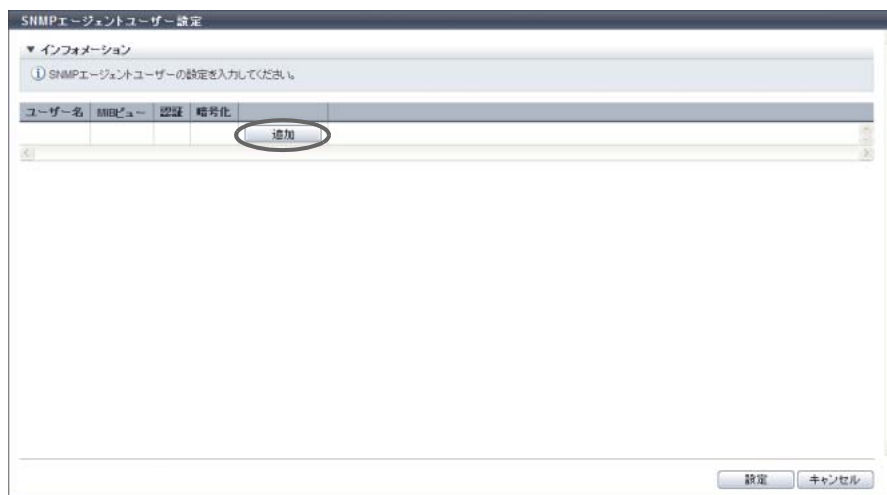 SNMPエージェントユーザー設定
▼ インフォメーション
SNMPエージェントユーザーの設定を入力してください。
ユーザー名 MIBビュー 認証 暗号化
追加
設定 キャンセル